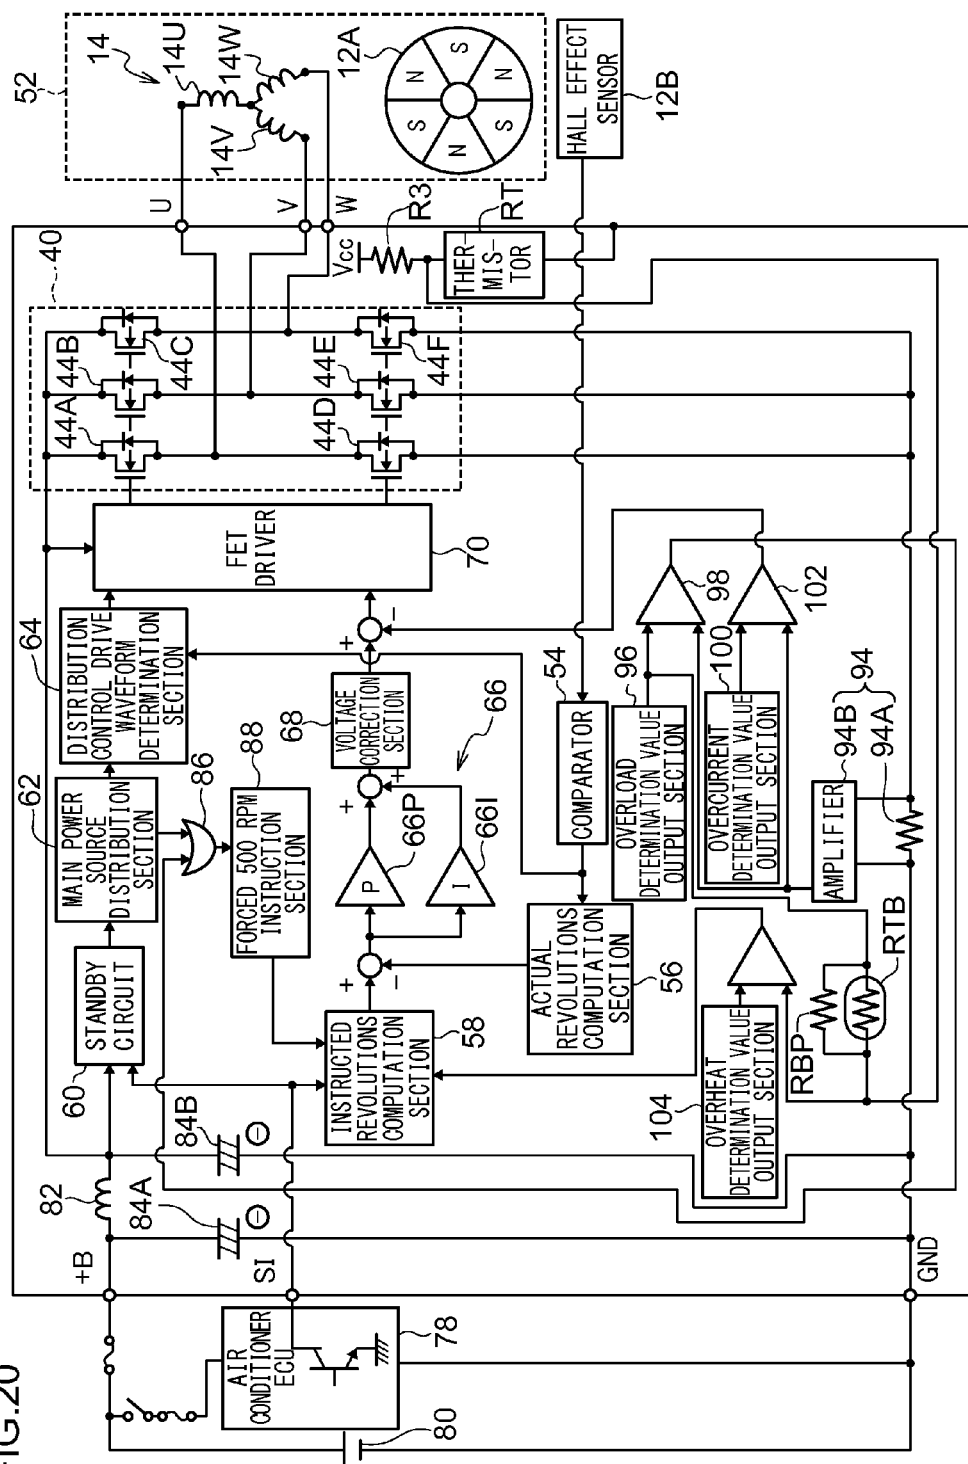 FIG.20
52
14
14U
14W
14V
12A
N
S
N
S
N
S
HALL EFFECT
SENSOR
12B
U
V
W
Vcc
R3
RT
THER-
MIS-
TOR
40
44A
44B
44C
44D
44E
44F
FET
DRIVER
70
64
DISTRIBUTION
CONTROL DRIVE
WAVEFORM
DETERMINATION
SECTION
62
MAIN POWER
SOURCE
DISTRIBUTION
SECTION
86
60
STANDBY
CIRCUIT
88
FORCED 500 RPM
INSTRUCTION
SECTION
68
VOLTAGE
CORRECTION
SECTION
+
−
+
+
66
66P
P
66I
I
+
−
INSTRUCTED
REVOLUTIONS
COMPUTATION
SECTION
58
ACTUAL
REVOLUTIONS
COMPUTATION
SECTION
56
54
COMPARATOR
96
OVERLOAD
DETERMINATION VALUE
OUTPUT SECTION
98
100
OVERCURRENT
DETERMINATION VALUE
OUTPUT SECTION
102
94
94B
94A
AMPLIFIER
104
OVERHEAT
DETERMINATION VALUE
OUTPUT SECTION
RBP
RTB
82
84A
⊖
84B
⊖
+B
SI
GND
AIR
CONDITIONER
ECU
78
80